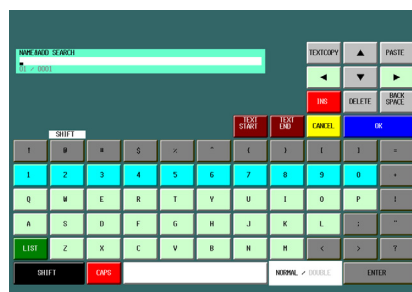 NAME&ADD SEARCH
01 / 0001
TEXTCOPY ▲ PASTE
◄ ▼ ►
INS DELETE BACK SPACE
TEXT START TEXT END CANCEL OK
SHIFT
! @ # $ % ^ ( ) [ ] =
1 2 3 4 5 6 7 8 9 0
Q W E R T Y U I O P
A S D F G H J K L ; "
LIST Z X C V B N M < > ?
SHIFT CAPS NORMAL / DOUBLE ENTER